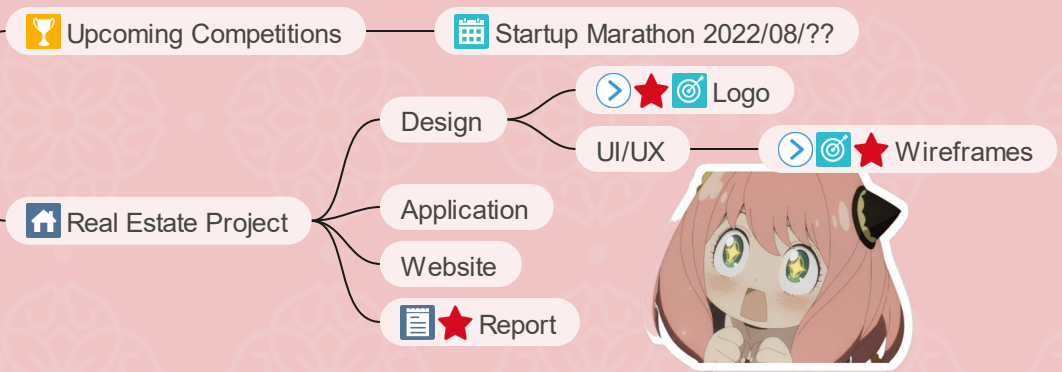 Upcoming Competitions
Startup Marathon 2022/08/??
Logo
Design
UI/UX
Wireframes
Application
Real Estate Project
Website
Report